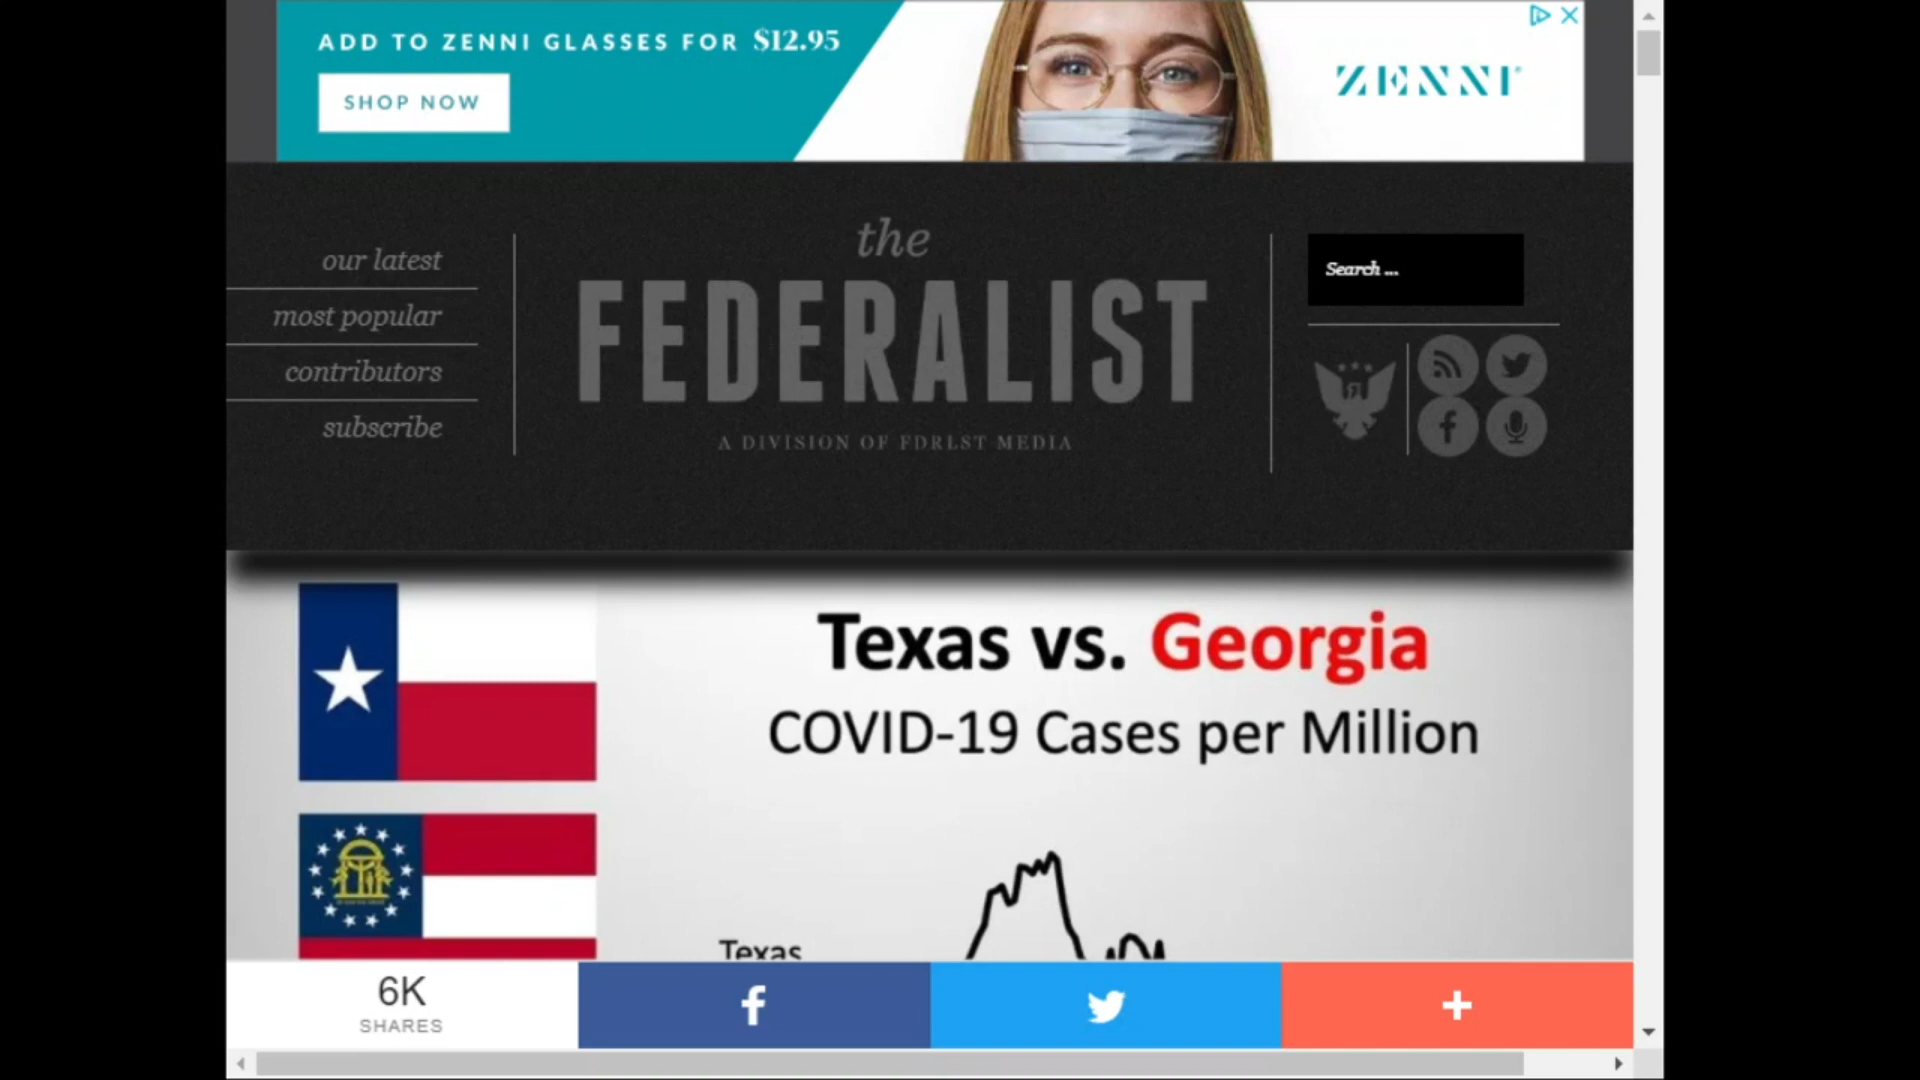 ADD TO ZENNI GLASSES FOR $12.95
SHOP NOW
ZENNI
our latest
most popular
contributors
subscribe
the
FEDERALIST
A DIVISION OF FDRLST MEDIA
Search ...
Texas vs. Georgia
COVID-19 Cases per Million
Texas
6K
SHARES